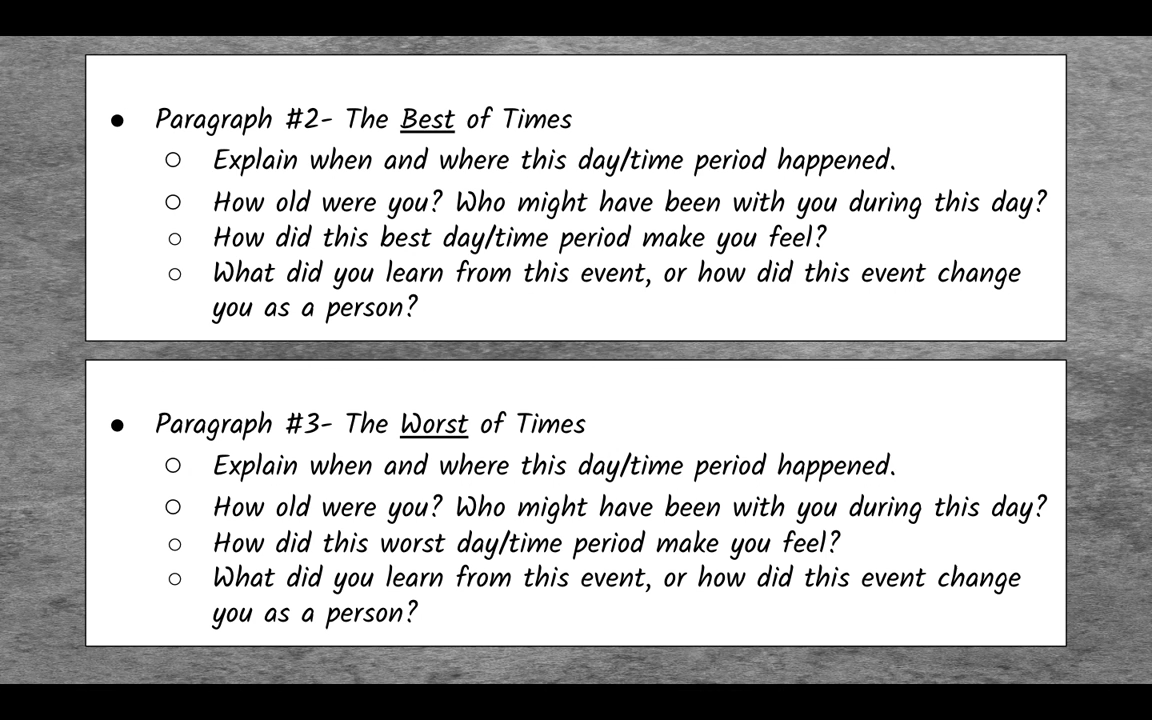 ● Paragraph #2- The Best of Times
○ Explain when and where this day/time period happened.
○ How old were you? Who might have been with you during this day?
○ How did this best day/time period make you feel?
○ What did you learn from this event, or how did this event change
you as a person?
● Paragraph #3- The Worst of Times
○ Explain when and where this day/time period happened.
○ How old were you? Who might have been with you during this day?
○ How did this worst day/time period make you feel?
○ What did you learn from this event, or how did this event change
you as a person?